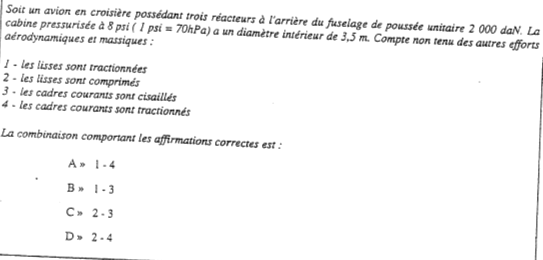 Soit un avion en croisière possédant trois réacteurs à l'arrière du fuselage de poussée unitaire 2 000 daN. La
cabine pressurisée à 8 psi ( 1 psi = 70hPa) a un diamètre intérieur de 3,5 m. Compte non tenu des autres efforts
aérodynamiques et massiques :
1 - les lisses sont tractionnées
2 - les lisses sont comprimés
3 - les cadres courants sont cisaillés
4 - les cadres courants sont tractionnés
La combinaison comportant les affirmations correctes est :
A » 1 - 4
B » 1 - 3
C » 2 - 3
D » 2 - 4